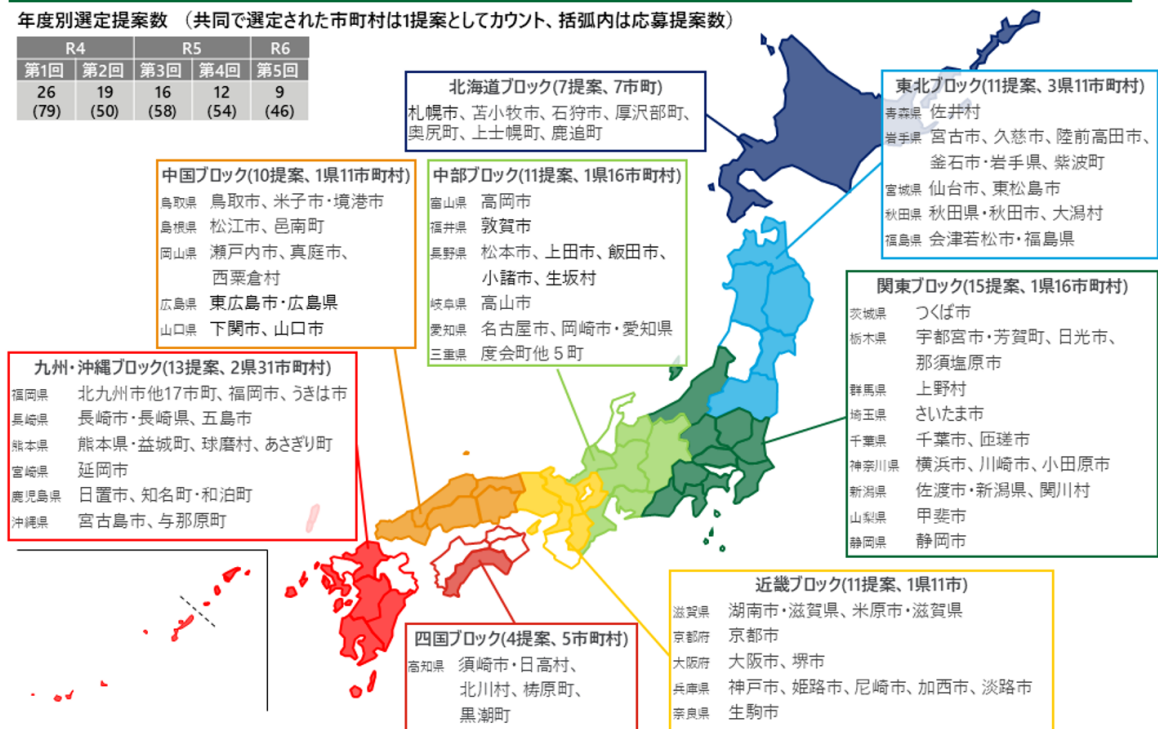 年度別選定提案数　（共同で選定された市町村は1提案としてカウント、括弧内は応募提案数）
R4 R5 R6
第1回 第2回 第3回 第4回 第5回
26 19 16 12 9
(79) (50) (58) (54) (46)
北海道ブロック(7提案、7市町)
札幌市、苫小牧市、石狩市、厚沢部町、
奥尻町、上士幌町、鹿追町
東北ブロック(11提案、3県11市町村)
青森県 佐井村
岩手県 宮古市、久慈市、陸前高田市、
釜石市・岩手県、紫波町
宮城県 仙台市、東松島市
秋田県 秋田県・秋田市、大潟村
福島県 会津若松市・福島県
中国ブロック(10提案、1県11市町村)
鳥取県 鳥取市、米子市・境港市
島根県 松江市、邑南町
岡山県 瀬戸内市、真庭市、
西粟倉村
広島県 東広島市・広島県
山口県 下関市、山口市
中部ブロック(11提案、1県16市町村)
富山県 高岡市
福井県 敦賀市
長野県 松本市、上田市、飯田市、
小諸市、生坂村
岐阜県 高山市
愛知県 名古屋市、岡崎市・愛知県
三重県 度会町他５町
関東ブロック(15提案、1県16市町村)
茨城県 つくば市
栃木県 宇都宮市・芳賀町、日光市、
那須塩原市
群馬県 上野村
埼玉県 さいたま市
千葉県 千葉市、匝瑳市
神奈川県 横浜市、川崎市、小田原市
新潟県 佐渡市・新潟県、関川村
山梨県 甲斐市
静岡県 静岡市
九州・沖縄ブロック(13提案、2県31市町村)
福岡県 北九州市他17市町、福岡市、うきは市
長崎県 長崎市・長崎県、五島市
熊本県 熊本県・益城町、球磨村、あさぎり町
宮崎県 延岡市
鹿児島県 日置市、知名町・和泊町
沖縄県 宮古島市、与那原町
四国ブロック(4提案、5市町村)
高知県 須崎市・日高村、
北川村、梼原町、
黒潮町
近畿ブロック(11提案、1県11市)
滋賀県 湖南市・滋賀県、米原市・滋賀県
京都府 京都市
大阪府 大阪市、堺市
兵庫県 神戸市、姫路市、尼崎市、加西市、淡路市
奈良県 生駒市